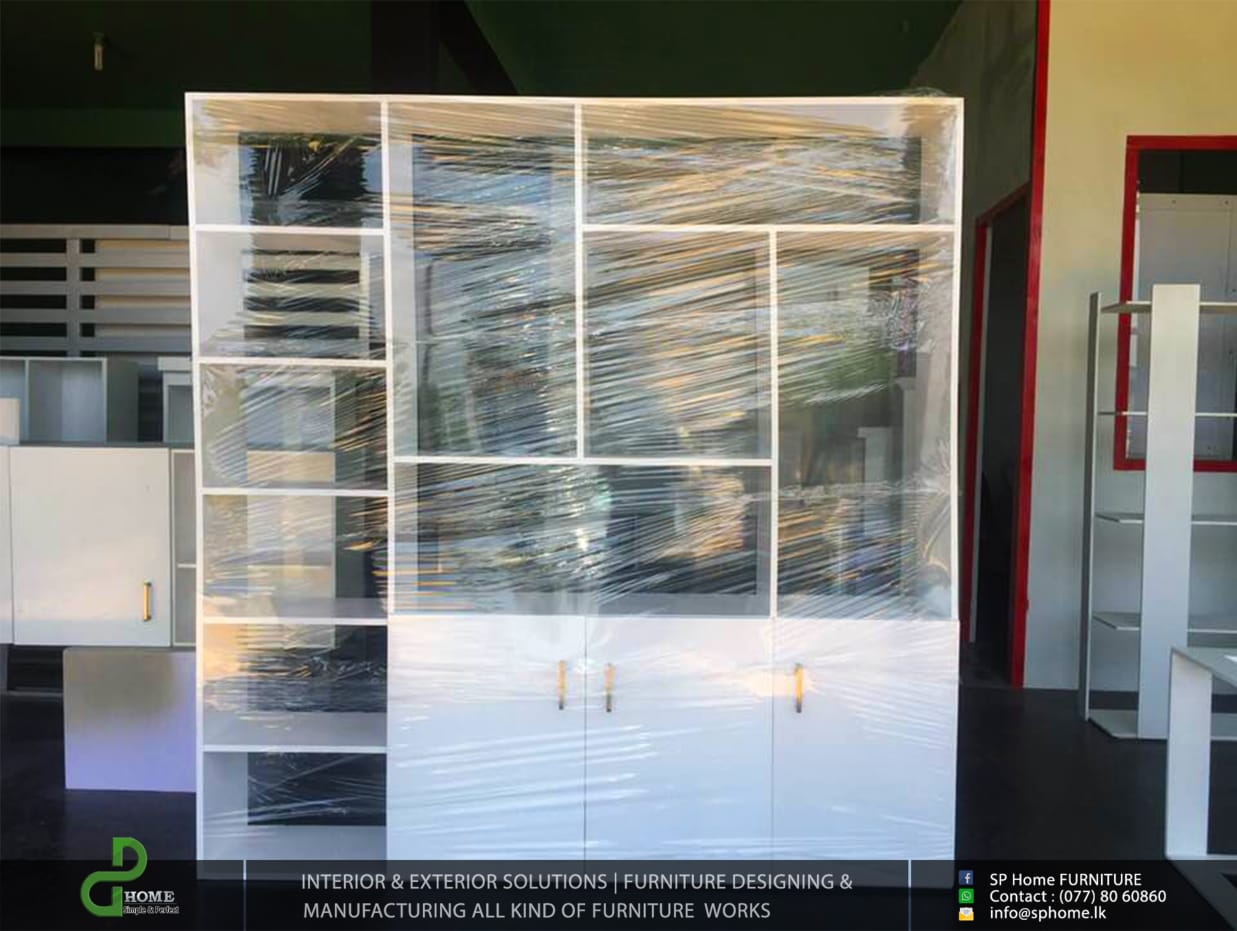 HOME
Simple & Perfect
INTERIOR & EXTERIOR SOLUTIONS | FURNITURE DESIGNING &
MANUFACTURING ALL KIND OF FURNITURE WORKS
SP Home FURNITURE
Contact : (077) 80 60860
info@sphome.lk